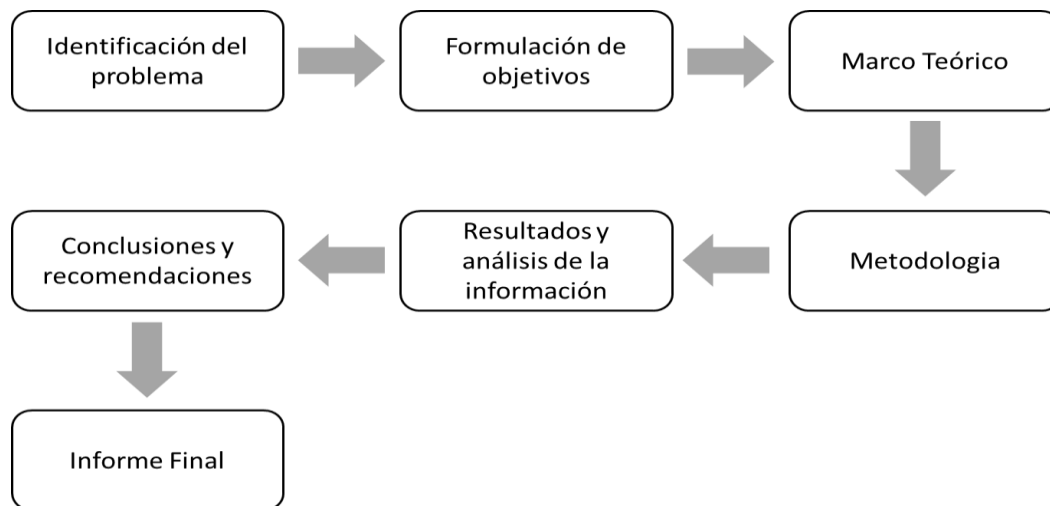 Identificación del
problema
Formulación de
objetivos
Marco Teórico
Metodologia
Resultados y
análisis de la
información
Conclusiones y
recomendaciones
Informe Final